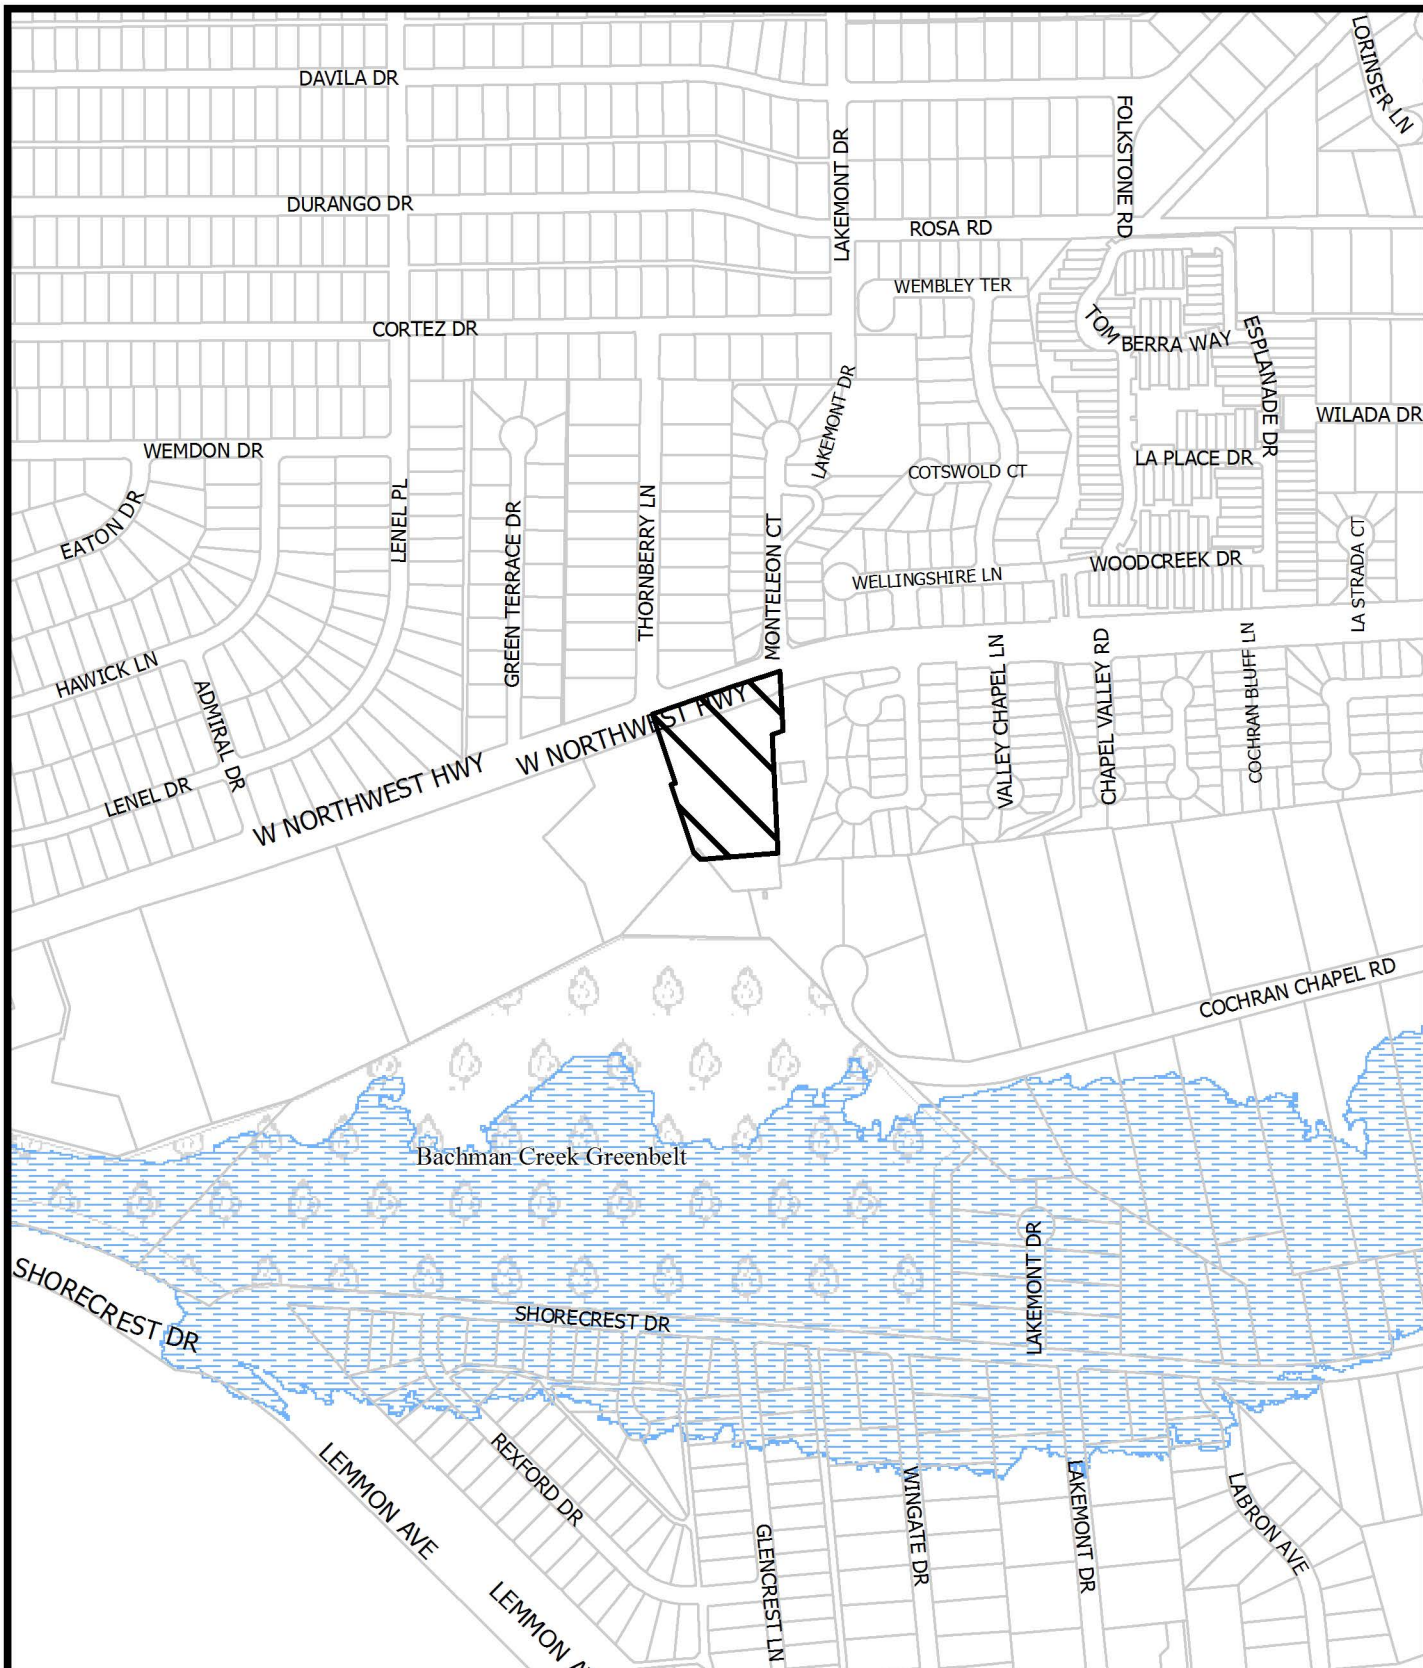 LORINSER LN
DAVILA DR
FOLKSTONE RD
LAKEMONT DR
DURANGO DR
ROSA RD
WEMBLEY TER
CORTEZ DR
TOM
BERRA WAY
ESPLANADE DR
LAKEMONT DR
WILADA DR
WEMDON DR
LA PLACE DR
COTSWOLD CT
EATON DR
LENEL PL
GREEN TERRACE DR
THORNBERRY LN
MONTELEON CT
WELLINGSHIRE LN
WOODCREEK DR
LA STRADA CT
HAWICK LN
ADMIRAL DR
VALLEY CHAPEL LN
CHAPEL VALLEY RD
COCHRAN BLUFF LN
W NORTHWEST HWY
LENEL DR
W NORTHWEST HWY
COCHRAN CHAPEL RD
Bachman Creek Greenbelt
LAKEMONT DR
SHORECREST DR
SHORECREST DR
LEMMON AVE
REXFORD DR
GLENCREST LN
WINGATE DR
LAKEMONT DR
LABRON AVE
LEMMON